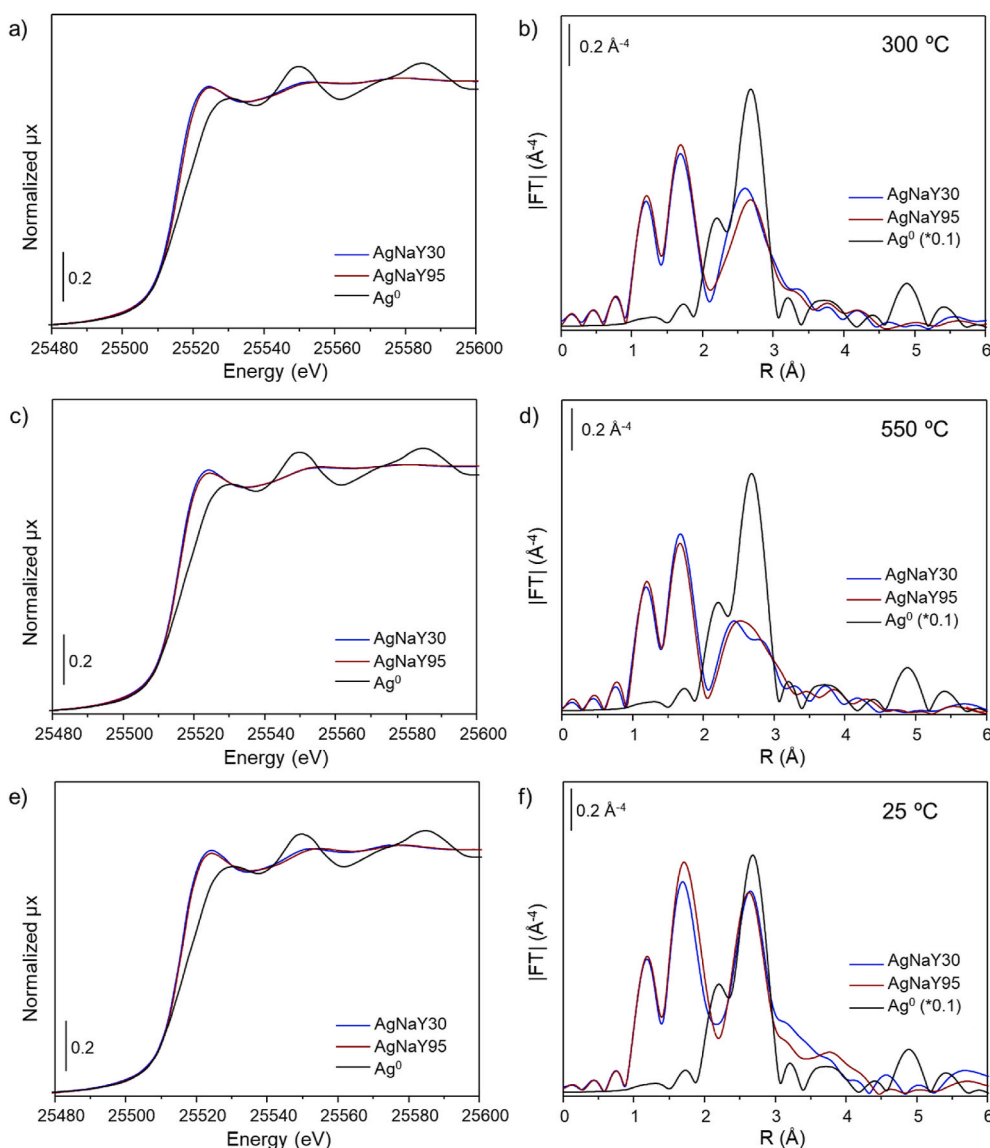 a)
Normalized µx
0.2
AgNaY30
AgNaY95
Ag⁰
25480 25500 25520 25540 25560 25580 25600
Energy (eV)
b)
0.2 Å⁻⁴
300 ºC
|FT| (Å⁻⁴)
AgNaY30
AgNaY95
Ag⁰ (*0.1)
0 1 2 3 4 5 6
R (Å)
c)
Normalized µx
0.2
AgNaY30
AgNaY95
Ag⁰
25480 25500 25520 25540 25560 25580 25600
Energy (eV)
d)
0.2 Å⁻⁴
550 ºC
|FT| (Å⁻⁴)
AgNaY30
AgNaY95
Ag⁰ (*0.1)
0 1 2 3 4 5 6
R (Å)
e)
Normalized µx
0.2
AgNaY30
AgNaY95
Ag⁰
25480 25500 25520 25540 25560 25580 25600
Energy (eV)
f)
0.2 Å⁻⁴
25 ºC
|FT| (Å⁻⁴)
AgNaY30
AgNaY95
Ag⁰ (*0.1)
0 1 2 3 4 5 6
R (Å)